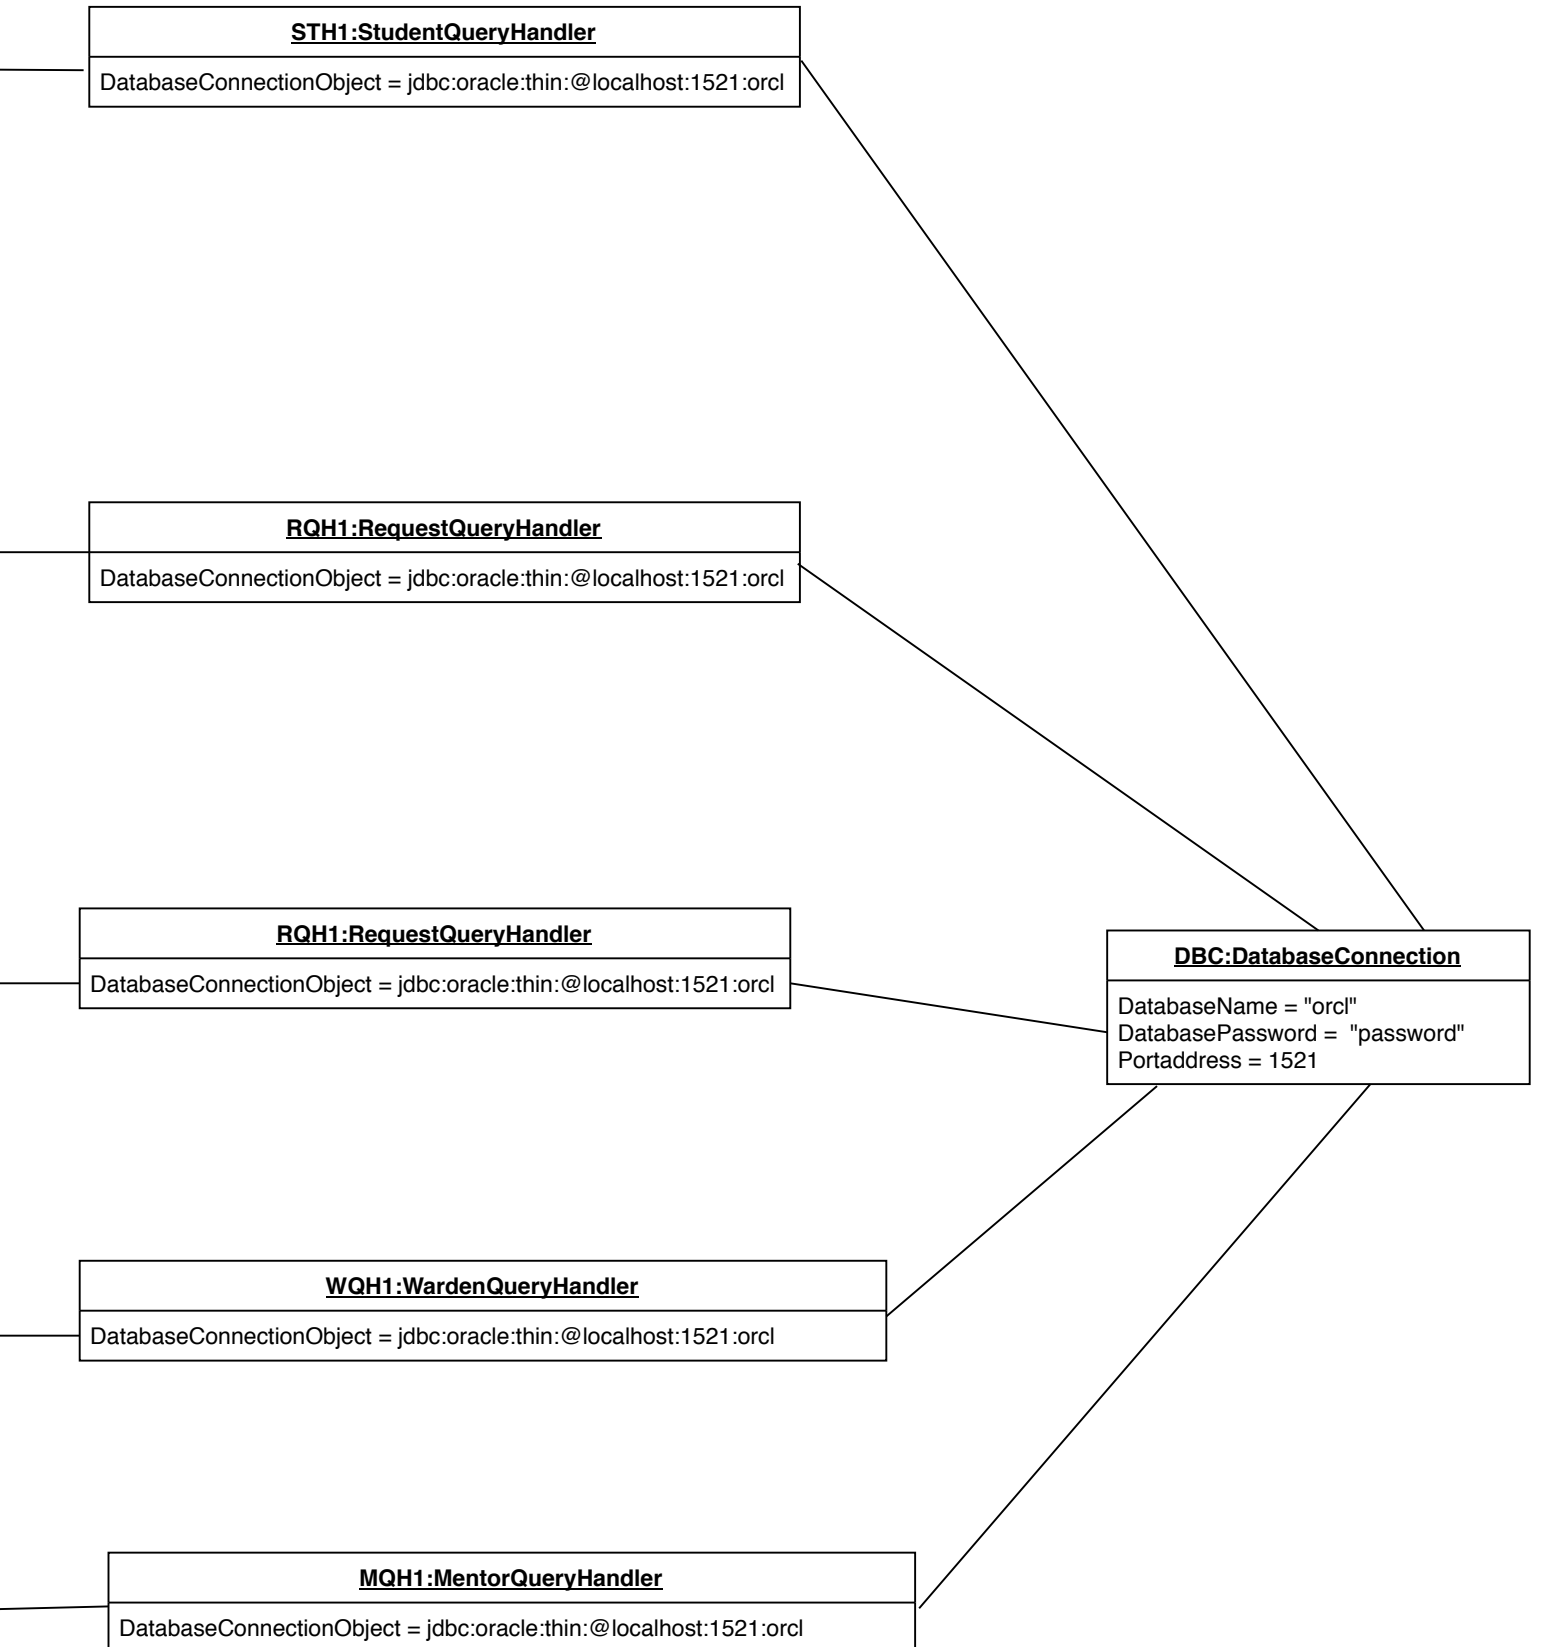 STH1:StudentQueryHandler
DatabaseConnectionObject = jdbc:oracle:thin:@localhost:1521:orcl
RQH1:RequestQueryHandler
DatabaseConnectionObject = jdbc:oracle:thin:@localhost:1521:orcl
RQH1:RequestQueryHandler
DatabaseConnectionObject = jdbc:oracle:thin:@localhost:1521:orcl
DBC:DatabaseConnection
DatabaseName = "orcl"
DatabasePassword =  "password"
Portaddress = 1521
WQH1:WardenQueryHandler
DatabaseConnectionObject = jdbc:oracle:thin:@localhost:1521:orcl
MQH1:MentorQueryHandler
DatabaseConnectionObject = jdbc:oracle:thin:@localhost:1521:orcl